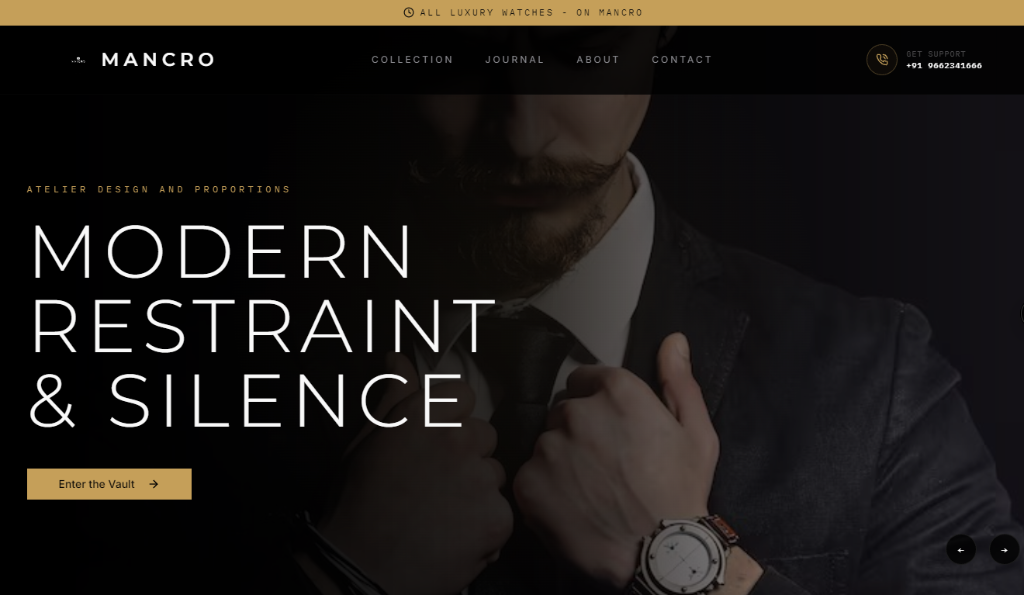 ALL LUXURY WATCHES - ON MANCRO
MANCRO
COLLECTION
JOURNAL
ABOUT
CONTACT
GET SUPPORT
+91 9662341666
ATELIER DESIGN AND PROPORTIONS
MODERN
RESTRAINT
& SILENCE
Enter the Vault →
← →